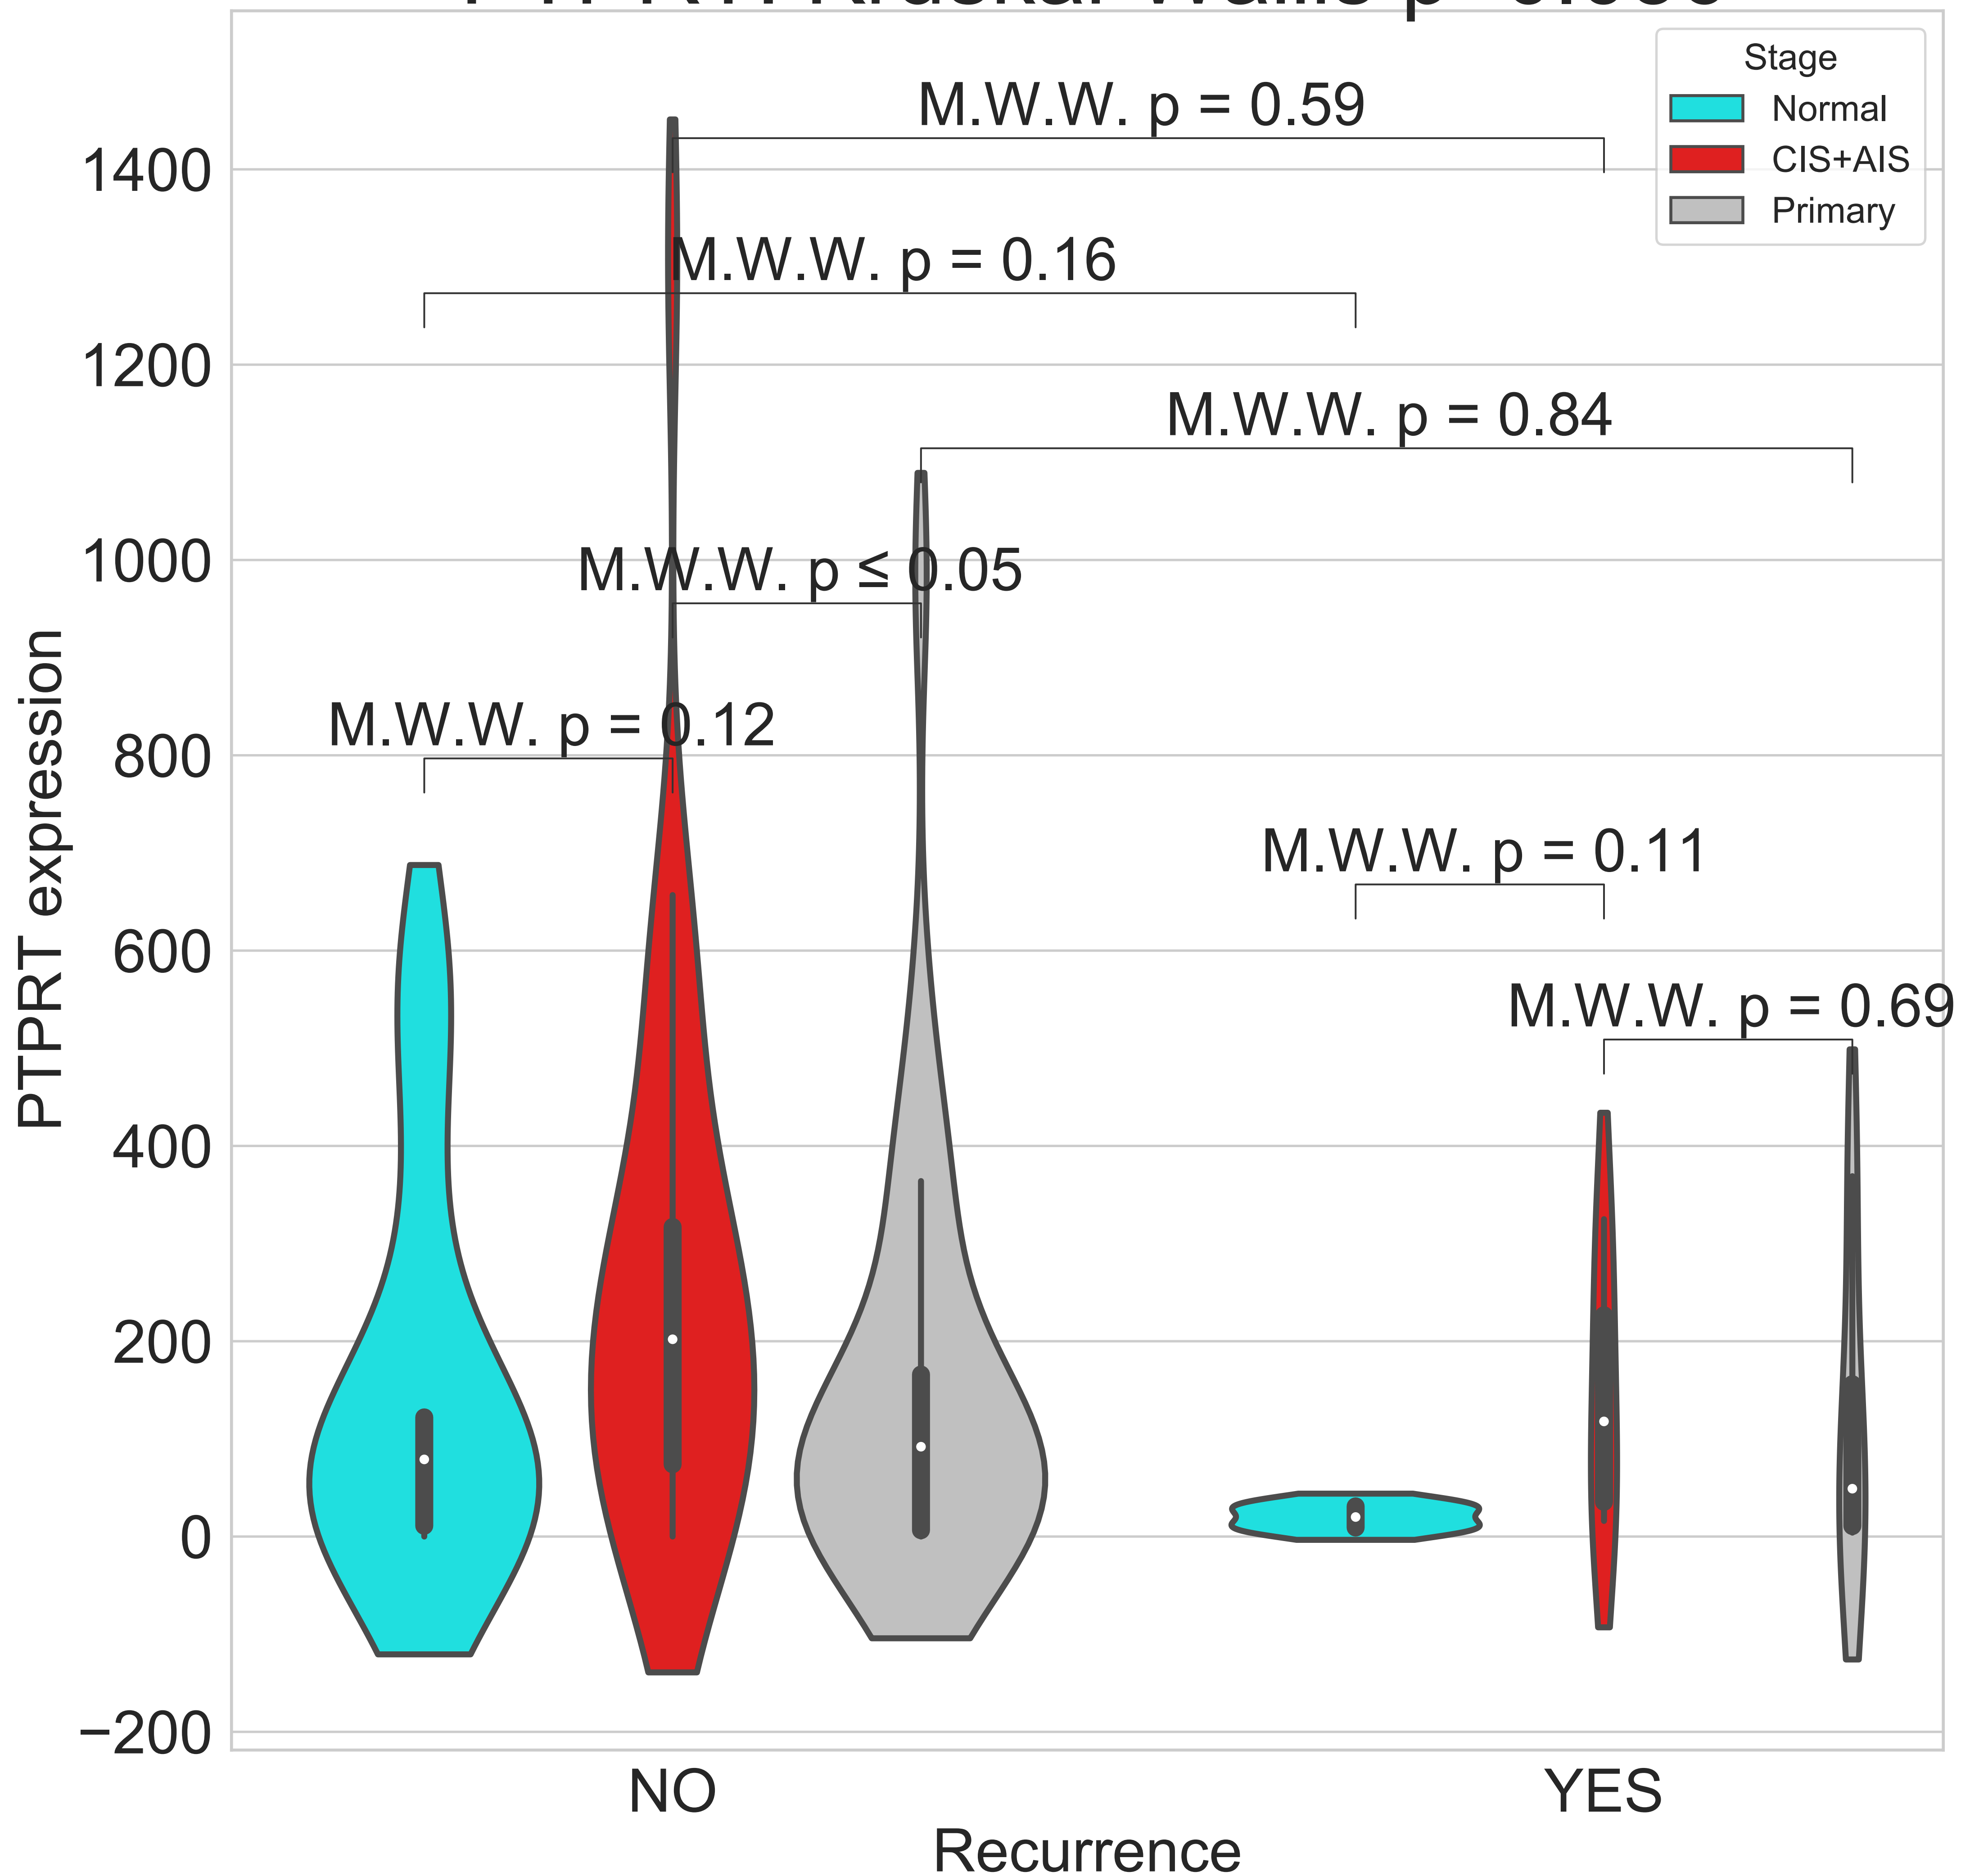 Stage
Normal
CIS+AIS
Primary
M.W.W. p = 0.59
M.W.W. p = 0.16
M.W.W. p = 0.84
M.W.W. p ≤ 0.05
M.W.W. p = 0.12
M.W.W. p = 0.11
M.W.W. p = 0.69
1400
1200
1000
800
600
400
200
0
−200
PTPRT expression
NO
YES
Recurrence